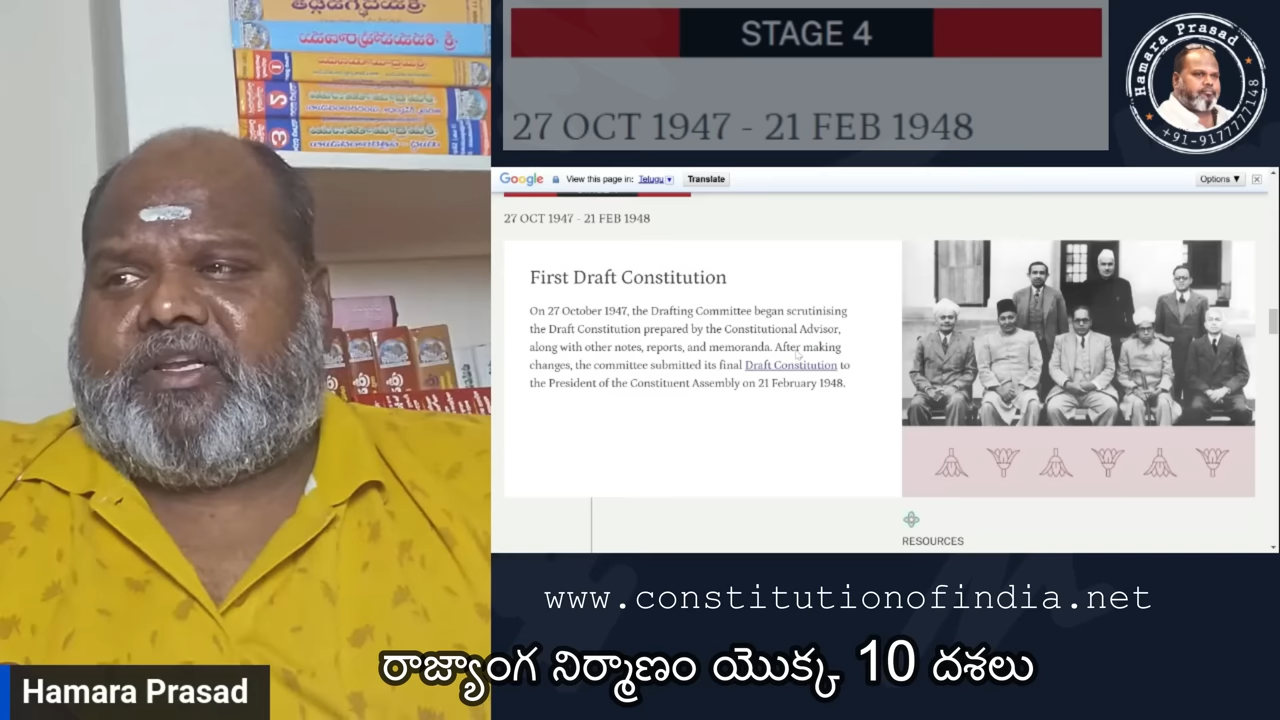 STAGE 4
27 OCT 1947 - 21 FEB 1948
Hamara Prasad
+91-9177777148
Google View this page in: Telugu Translate Options ▼
27 OCT 1947 - 21 FEB 1948
First Draft Constitution
On 27 October 1947, the Drafting Committee began scrutinising
the Draft Constitution prepared by the Constitutional Advisor,
along with other notes, reports, and memoranda. After making
changes, the committee submitted its final Draft Constitution to
the President of the Constituent Assembly on 21 February 1948.
RESOURCES
www.constitutionofindia.net
రాజ్యాంగ నిర్మాణం యొక్క 10 దశలు
Hamara Prasad